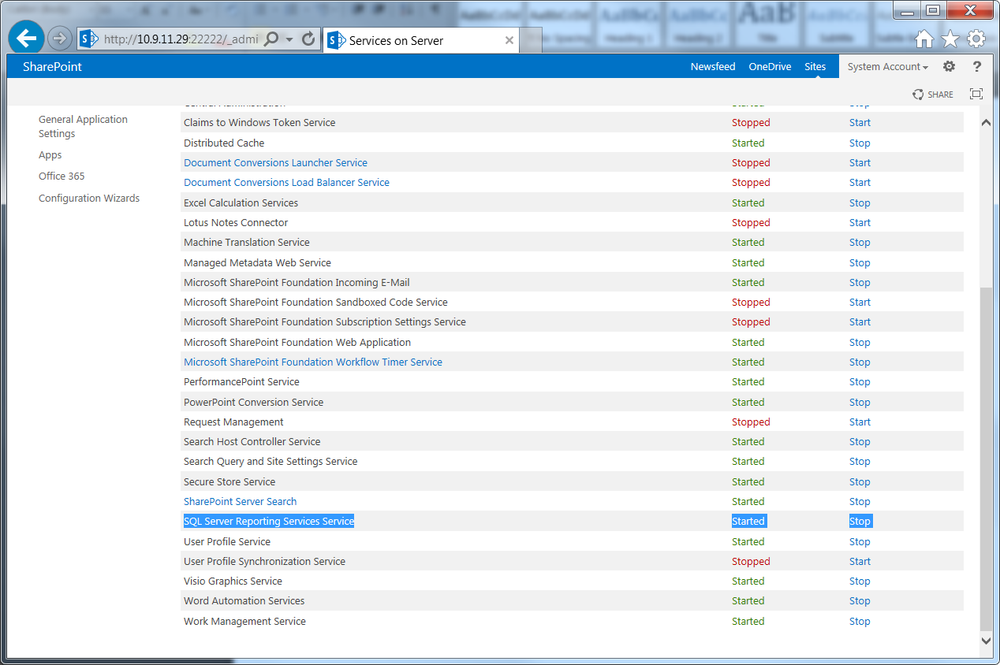 http://10.9.11.29:22222/_admi
Services on Server
SharePoint
Newsfeed OneDrive Sites System Account ?
SHARE
General Application Settings
Apps
Office 365
Configuration Wizards
Central Administration Started Stop
Claims to Windows Token Service Stopped Start
Distributed Cache Started Stop
Document Conversions Launcher Service Stopped Start
Document Conversions Load Balancer Service Stopped Start
Excel Calculation Services Started Stop
Lotus Notes Connector Stopped Start
Machine Translation Service Started Stop
Managed Metadata Web Service Started Stop
Microsoft SharePoint Foundation Incoming E-Mail Started Stop
Microsoft SharePoint Foundation Sandboxed Code Service Stopped Start
Microsoft SharePoint Foundation Subscription Settings Service Stopped Start
Microsoft SharePoint Foundation Web Application Started Stop
Microsoft SharePoint Foundation Workflow Timer Service Started Stop
PerformancePoint Service Started Stop
PowerPoint Conversion Service Started Stop
Request Management Stopped Start
Search Host Controller Service Started Stop
Search Query and Site Settings Service Started Stop
Secure Store Service Started Stop
SharePoint Server Search Started Stop
SQL Server Reporting Services Service Started Stop
User Profile Service Started Stop
User Profile Synchronization Service Stopped Start
Visio Graphics Service Started Stop
Word Automation Services Started Stop
Work Management Service Started Stop